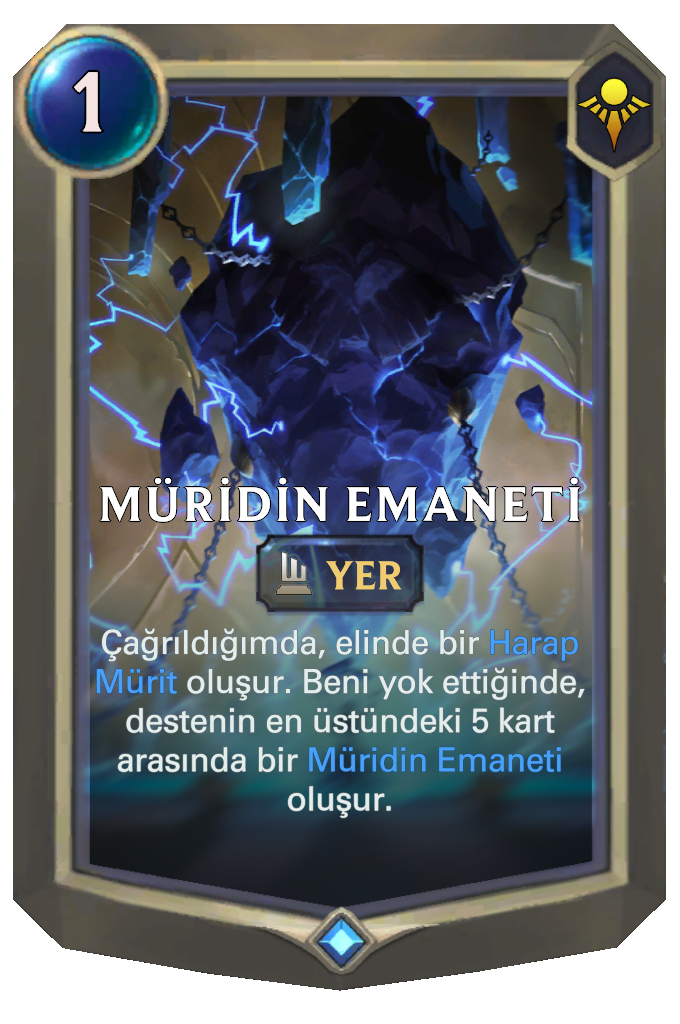 1
MÜRİDİN EMANETİ
YER
Çağrıldığımda, elinde bir Harap
Mürit oluşur. Beni yok ettiğinde,
destenin en üstündeki 5 kart
arasında bir Müridin Emaneti
oluşur.